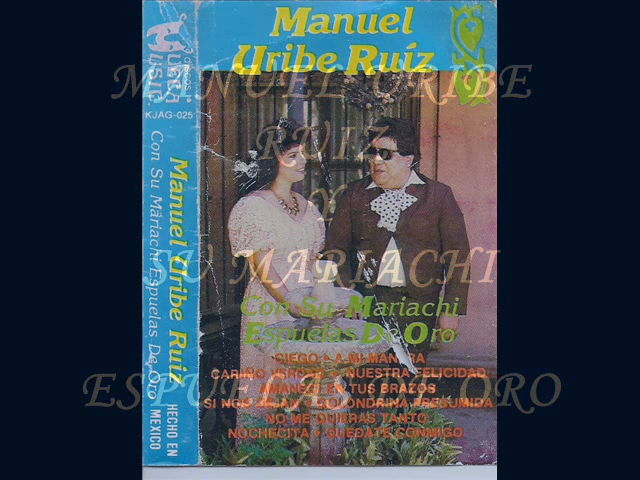 Manuel
Uribe Ruíz
Con Su Mariachi
Espuelas De Oro
CIEGO • A MI MANERA
CARIÑO • NUESTRA FELICIDAD
AMANECI EN TUS BRAZOS
SI NOS DEJAN • GOLONDRINA PRESUMIDA
NO ME QUIERAS TANTO
NOCHECITA • QUEDATE CONMIGO
KJAG-025
Manuel Uribe Ruiz
Con Su Mariachi Espuelas De Oro
HECHO EN
MEXICO
MANUEL URIBE
RUIZ
Y
SU MARIACHI
ESPUELAS DE ORO